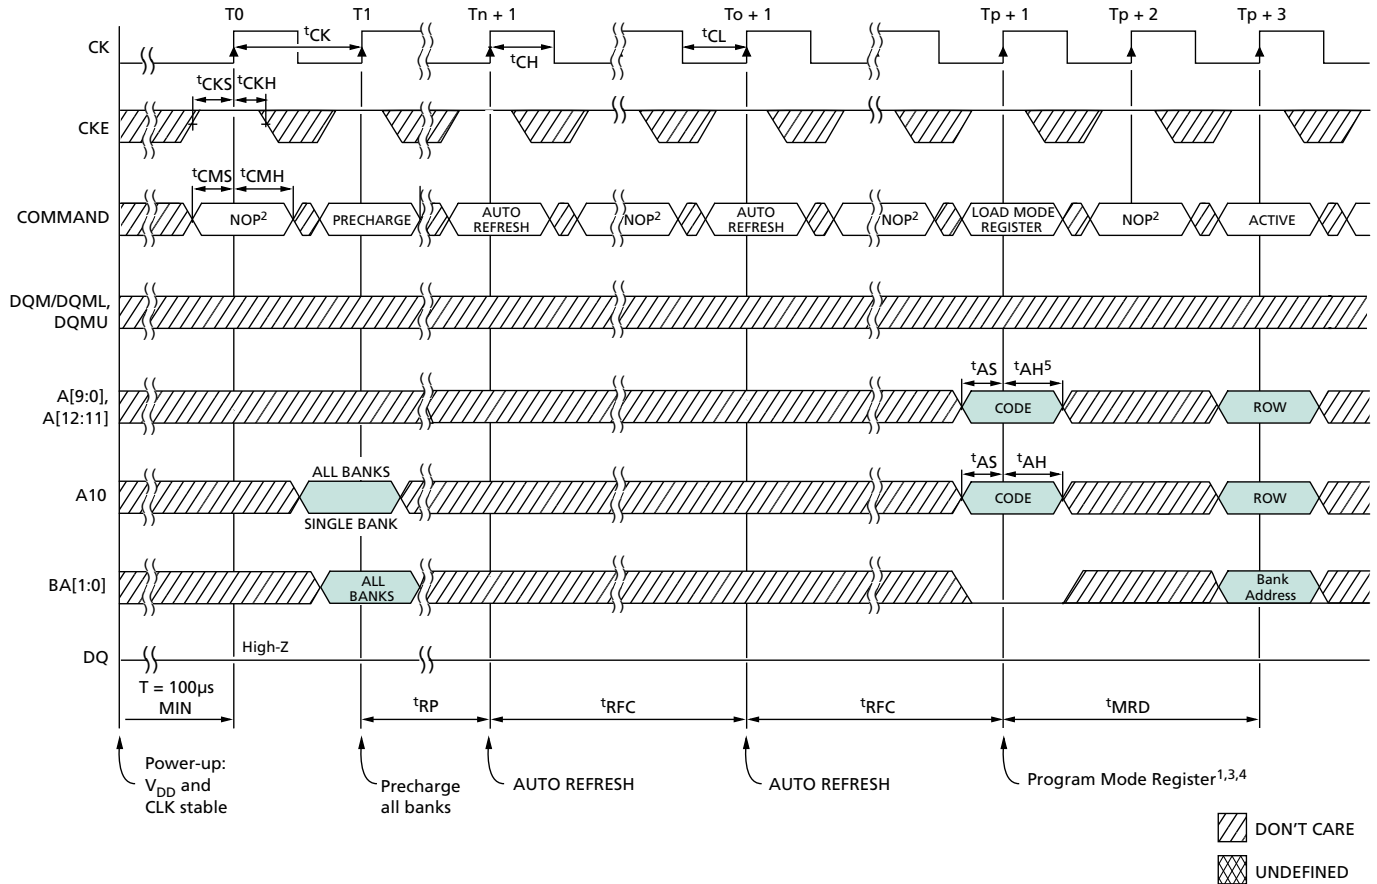 T0 T1 Tn + 1 To + 1 Tp + 1 Tp + 2 Tp + 3
CK
tCK
tCH
tCL
tCKS tCKH
CKE
tCMS tCMH
COMMAND
NOP2 PRECHARGE AUTO REFRESH NOP2 AUTO REFRESH NOP2 LOAD MODE REGISTER NOP2 ACTIVE
DQM/DQML,
DQMU
tAS tAH5
A[9:0],
A[12:11]
CODE ROW
ALL BANKS
tAS tAH
A10
CODE ROW
SINGLE BANK
BA[1:0]
ALL BANKS
Bank Address
DQ
High-Z
T = 100µs
MIN
tRP tRFC tRFC tMRD
Power-up:
VDD and
CLK stable
Precharge
all banks
AUTO REFRESH
AUTO REFRESH
Program Mode Register1,3,4
DON'T CARE
UNDEFINED